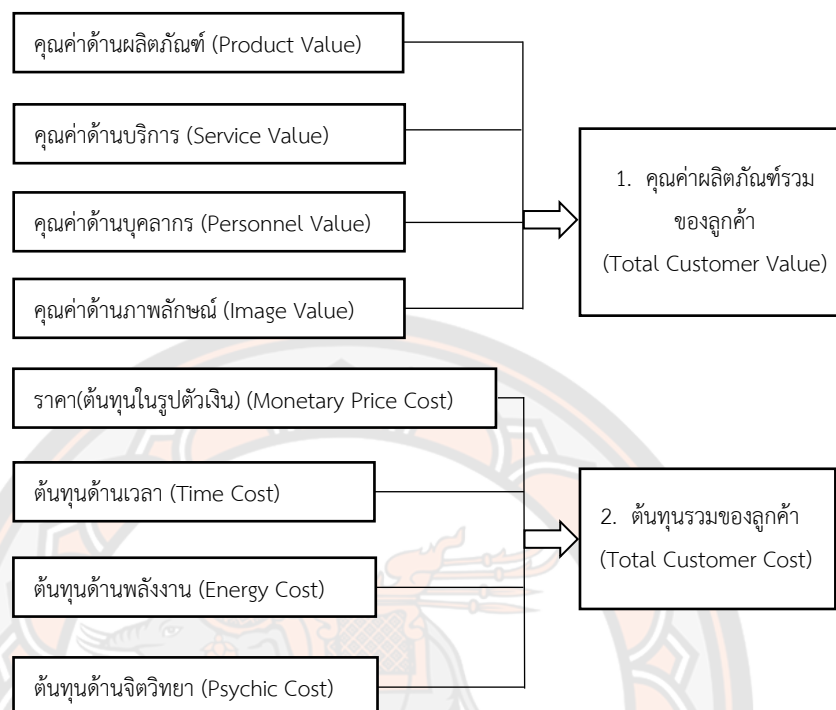 คุณค่าด้านผลิตภัณฑ์ (Product Value)
คุณค่าด้านบริการ (Service Value)
คุณค่าด้านบุคลากร (Personnel Value)
คุณค่าด้านภาพลักษณ์ (Image Value)
1. คุณค่าผลิตภัณฑ์รวม
ของลูกค้า
(Total Customer Value)
ราคา(ต้นทุนในรูปตัวเงิน) (Monetary Price Cost)
ต้นทุนด้านเวลา (Time Cost)
ต้นทุนด้านพลังงาน (Energy Cost)
ต้นทุนด้านจิตวิทยา (Psychic Cost)
2. ต้นทุนรวมของลูกค้า
(Total Customer Cost)